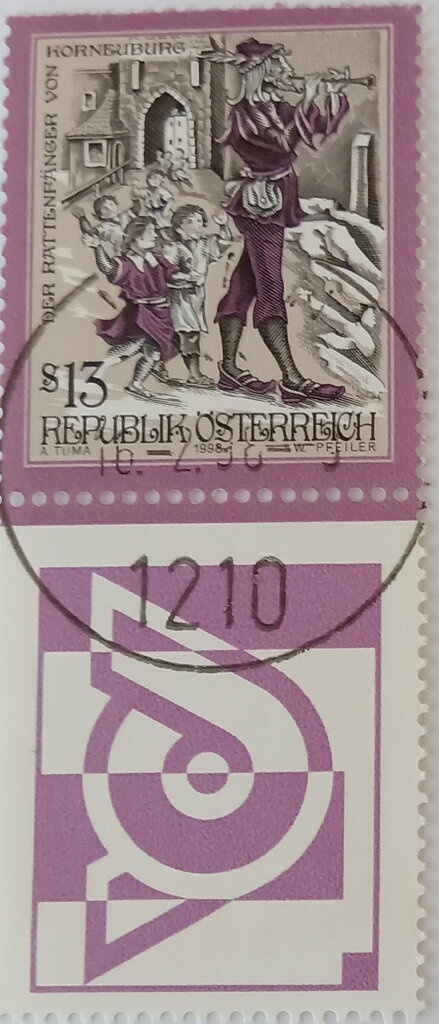 DER RATTENFÄNGER VON
KORNEUBURG
S13
REPUBLIK ÖSTERREICH
A TUMA 1998 W. PFEILER
1210